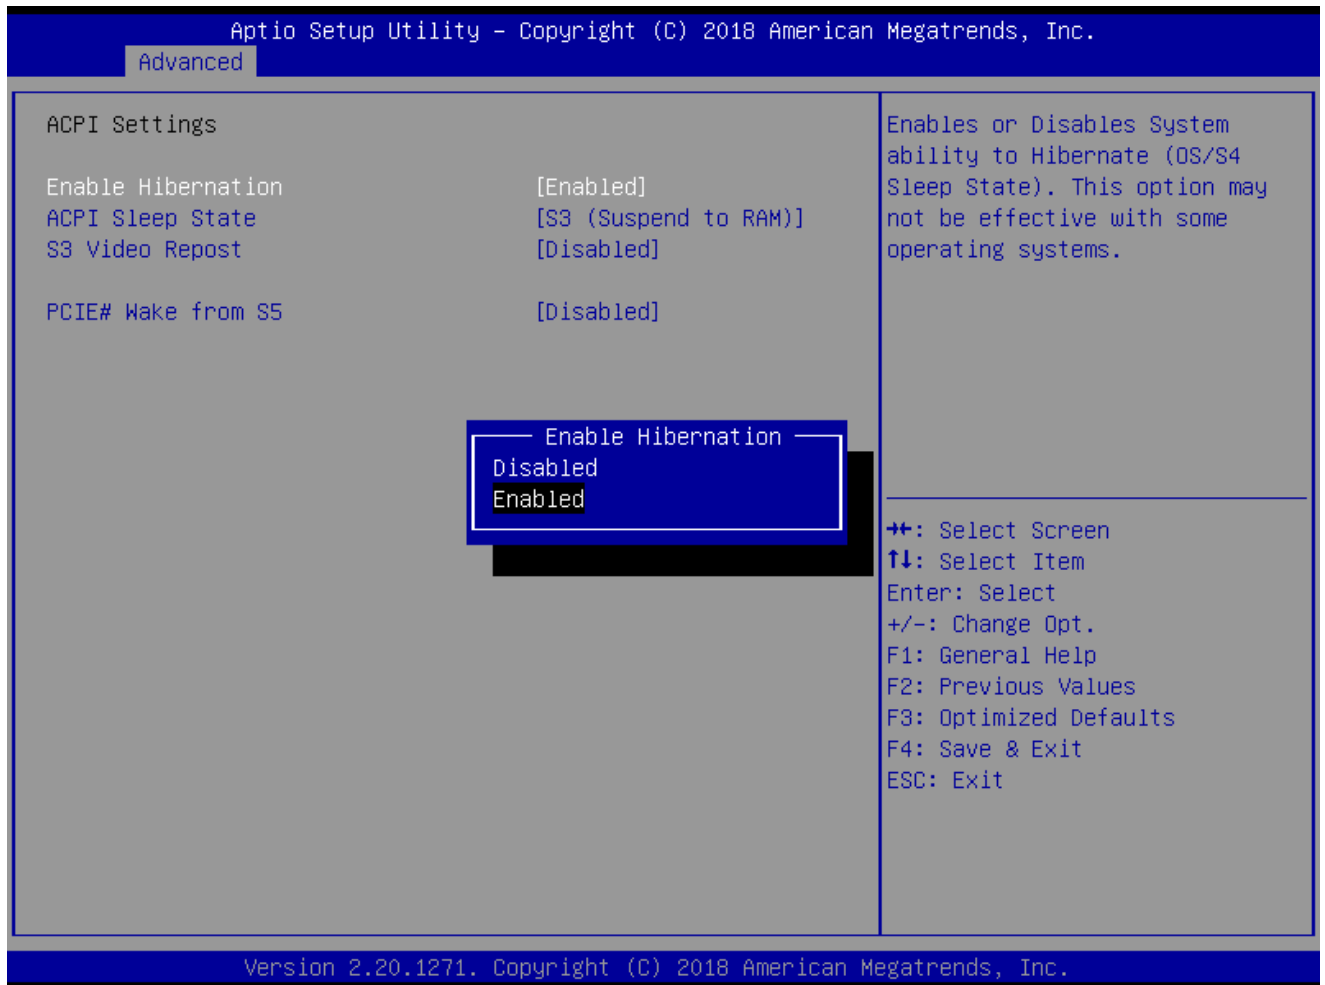 Aptio Setup Utility – Copyright (C) 2018 American Megatrends, Inc.
Advanced
ACPI Settings
Enable Hibernation [Enabled]
ACPI Sleep State [S3 (Suspend to RAM)]
S3 Video Repost [Disabled]
PCIE# Wake from S5 [Disabled]
Enable Hibernation
Disabled
Enabled
Enables or Disables System
ability to Hibernate (OS/S4
Sleep State). This option may
not be effective with some
operating systems.
→←: Select Screen
↑↓: Select Item
Enter: Select
+/-: Change Opt.
F1: General Help
F2: Previous Values
F3: Optimized Defaults
F4: Save & Exit
ESC: Exit
Version 2.20.1271. Copyright (C) 2018 American Megatrends, Inc.